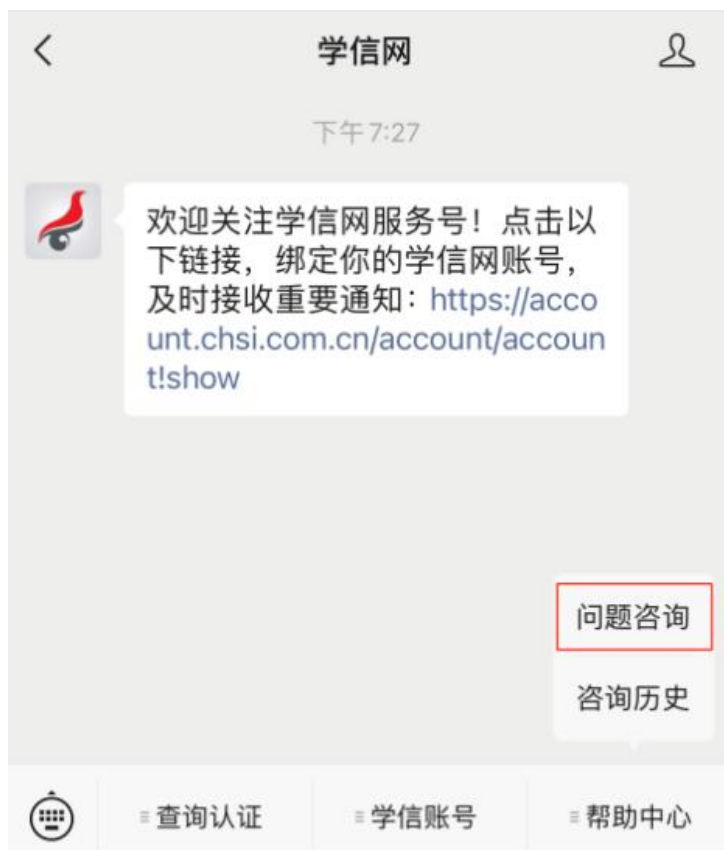 学信网
下午7:27
欢迎关注学信网服务号！点击以
下链接，绑定你的学信网账号，
及时接收重要通知：https://acco
unt.chsi.com.cn/account/accoun
t!show
问题咨询
咨询历史
查询认证
学信账号
帮助中心